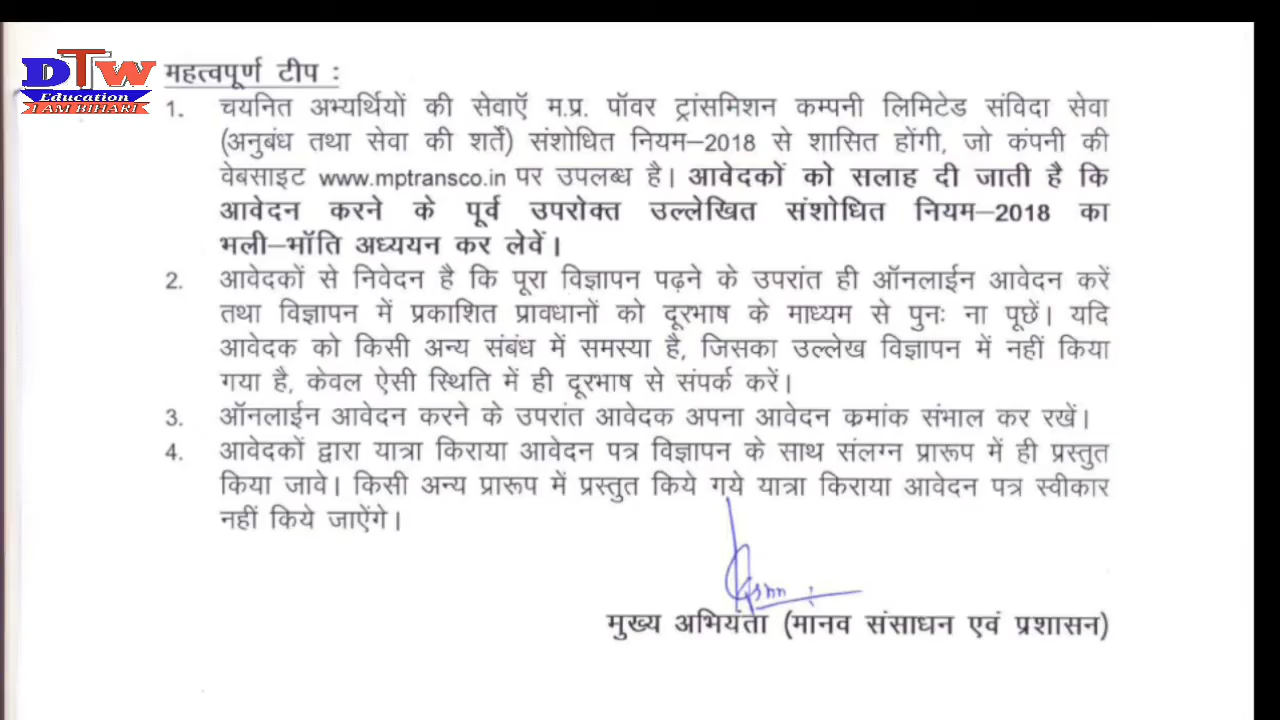 DTW
Education
I AM BIHARI
महत्वपूर्ण टीप :
1. चयनित अभ्यर्थियों की सेवाऍ म.प्र. पॉवर ट्रांसमिशन कम्पनी लिमिटेड संविदा सेवा
(अनुबंध तथा सेवा की शर्ते) संशोधित नियम–2018 से शासित होंगी, जो कंपनी की
वेबसाइट www.mptransco.in पर उपलब्ध है। आवेदकों को सलाह दी जाती है कि
आवेदन करने के पूर्व उपरोक्त उल्लेखित संशोधित नियम–2018 का
भली–भॉति अध्ययन कर लेवें।
2. आवेदकों से निवेदन है कि पूरा विज्ञापन पढ़ने के उपरांत ही ऑनलाईन आवेदन करें
तथा विज्ञापन में प्रकाशित प्रावधानों को दूरभाष के माध्यम से पुनः ना पूछें। यदि
आवेदक को किसी अन्य संबंध में समस्या है, जिसका उल्लेख विज्ञापन में नहीं किया
गया है, केवल ऐसी स्थिति में ही दूरभाष से संपर्क करें।
3. ऑनलाईन आवेदन करने के उपरांत आवेदक अपना आवेदन क्रमांक संभाल कर रखें।
4. आवेदकों द्वारा यात्रा किराया आवेदन पत्र विज्ञापन के साथ संलग्न प्रारूप में ही प्रस्तुत
किया जावे। किसी अन्य प्रारूप में प्रस्तुत किये गये यात्रा किराया आवेदन पत्र स्वीकार
नहीं किये जाऐंगे।
मुख्य अभियंता (मानव संसाधन एवं प्रशासन)